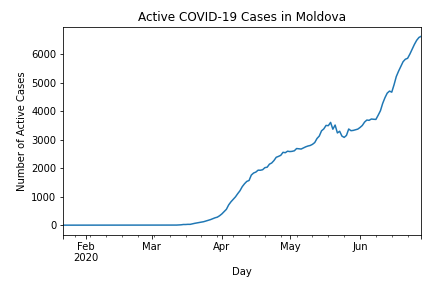 Active COVID-19 Cases in Moldova
Number of Active Cases
6000
5000
4000
3000
2000
1000
0
Feb Mar Apr May Jun
2020
Day